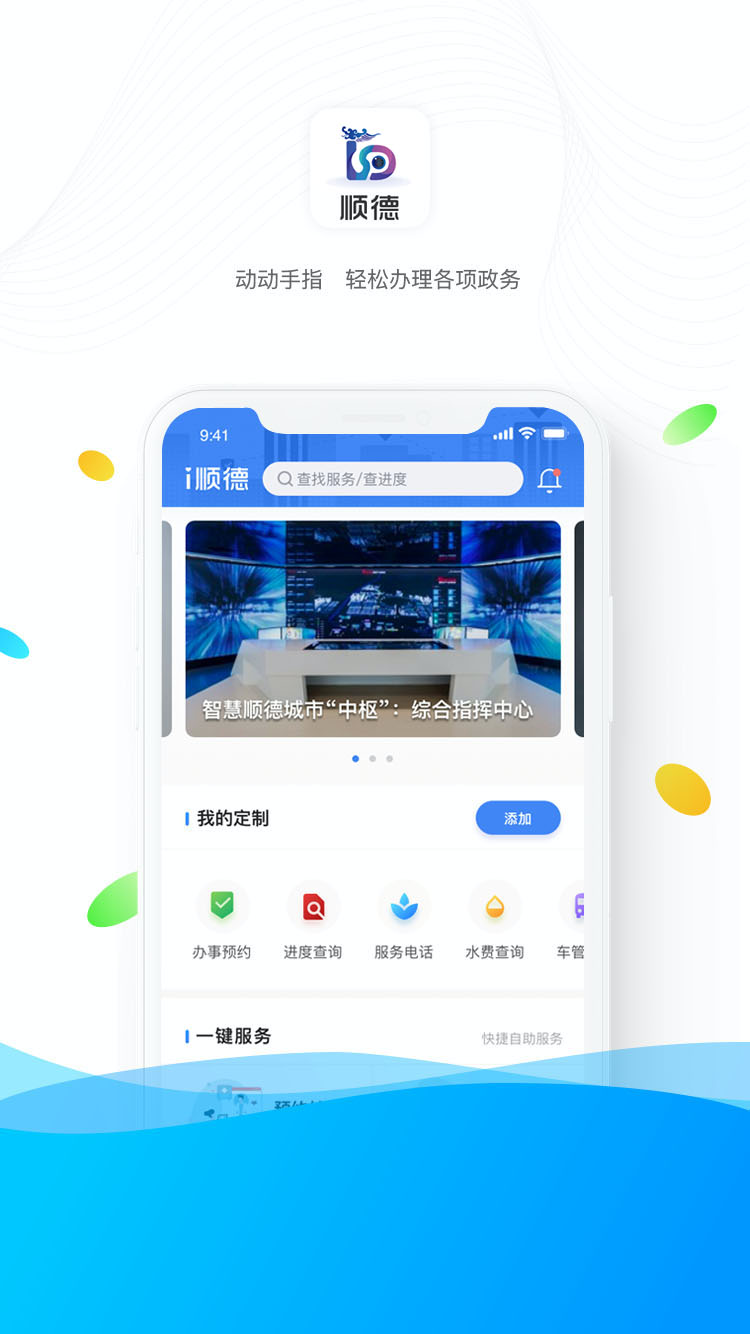 顺德
动动手指 轻松办理各项政务
9:41
i顺德
查找服务/查进度
智慧顺德城市“中枢”：综合指挥中心
我的定制
添加
办事预约
进度查询
服务电话
水费查询
车管
一键服务
快捷自助服务